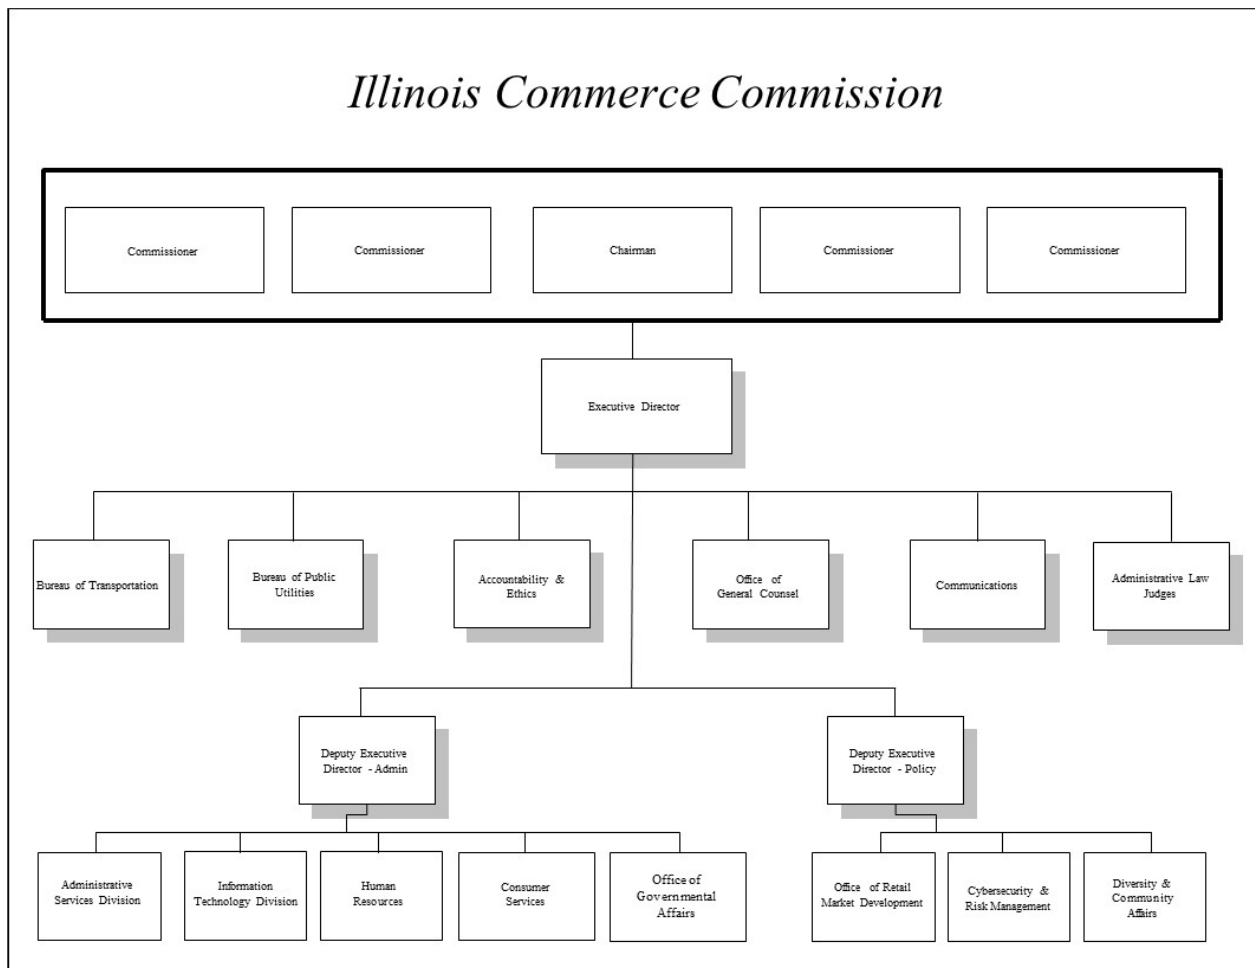 Illinois Commerce Commission
Commissioner
Commissioner
Chairman
Commissioner
Commissioner
Executive Director
Bureau of Transportation
Bureau of Public
Utilities
Accountability &
Ethics
Office of
General Counsel
Communications
Administrative Law
Judges
Deputy Executive
Director - Admin
Deputy Executive
Director - Policy
Administrative
Services Division
Information
Technology Division
Human
Resources
Consumer
Services
Office of
Governmental
Affairs
Office of Retail
Market Development
Cybersecurity &
Risk Management
Diversity &
Community
Affairs